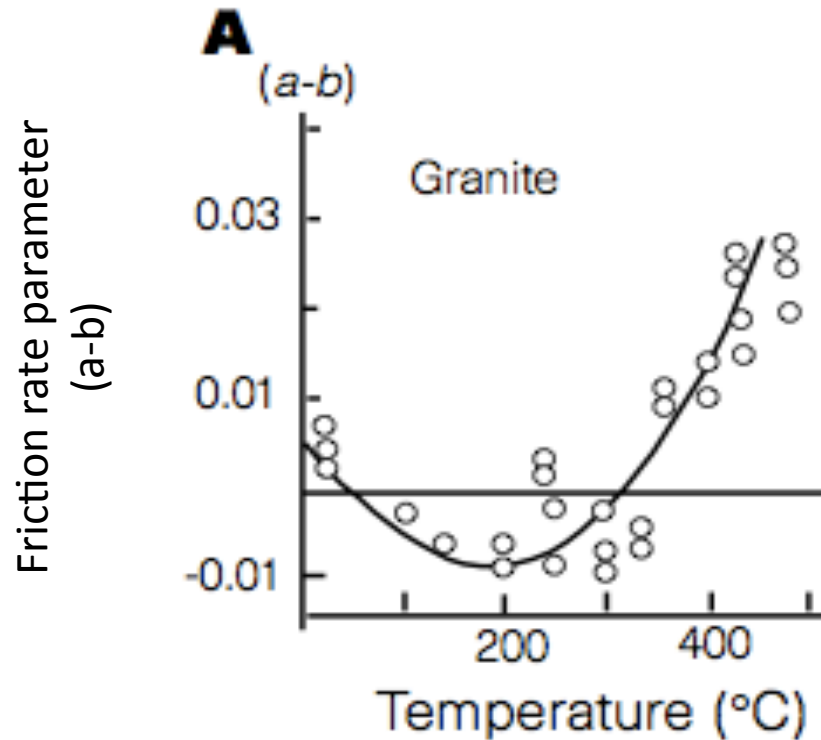 A
(a-b)
Granite
Friction rate parameter
(a-b)
0.03
0.01
-0.01
200
400
Temperature (°C)